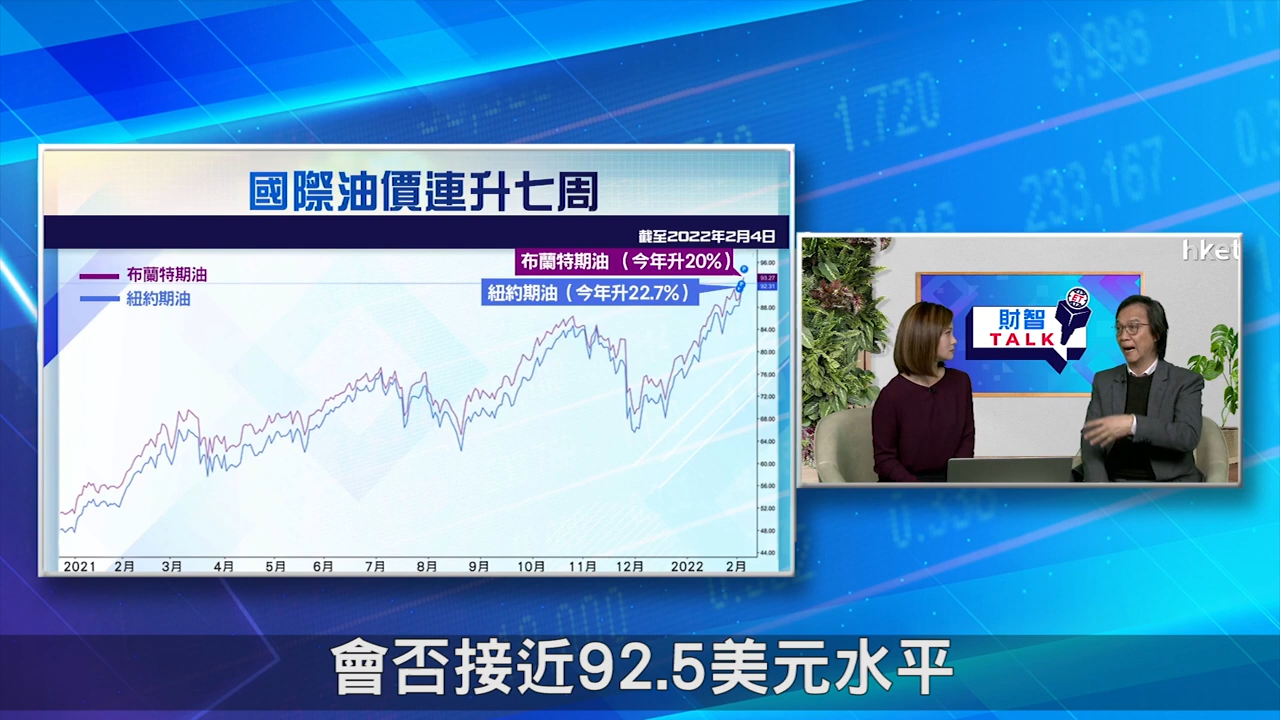 國際油價連升七周
截至2022年2月4日
布蘭特期油
紐約期油
布蘭特期油 （今年升20%）
紐約期油（今年升22.7%）
96.00
93.27
92.31
88.00
84.00
80.00
76.00
72.00
68.00
64.00
60.00
56.00
52.00
48.00
44.00
2021 2月 3月 4月 5月 6月 7月 8月 9月 10月 11月 12月 2022 2月
hket
財智
TALK
9,996
1.720
233,167
0.336
會否接近92.5美元水平